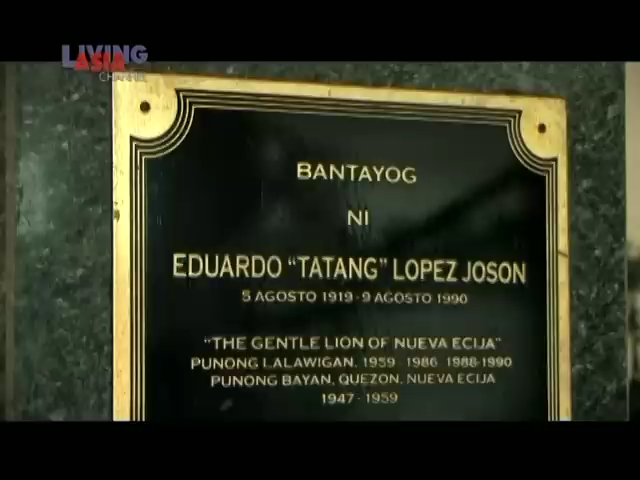 LIVING
ASIA
CHANNEL
BANTAYOG
NI
EDUARDO "TATANG" LOPEZ JOSON
5 AGOSTO 1919 - 9 AGOSTO 1990
"THE GENTLE LION OF NUEVA ECIJA"
PUNONG LALAWIGAN, 1959 - 1986, 1988-1990
PUNONG BAYAN, QUEZON, NUEVA ECIJA
1947 - 1959